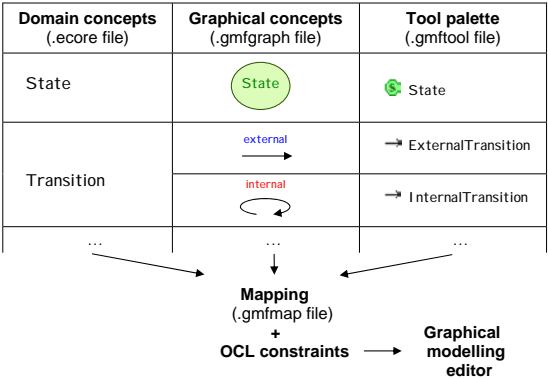 Domain concepts
(.ecore file)
Graphical concepts
(.gmfgraph file)
Tool palette
(.gmftool file)
State
State
State
Transition
external
ExternalTransition
internal
InternalTransition
...
...
...
Mapping
(.gmfmap file)
+
OCL constraints
Graphical
modelling
editor